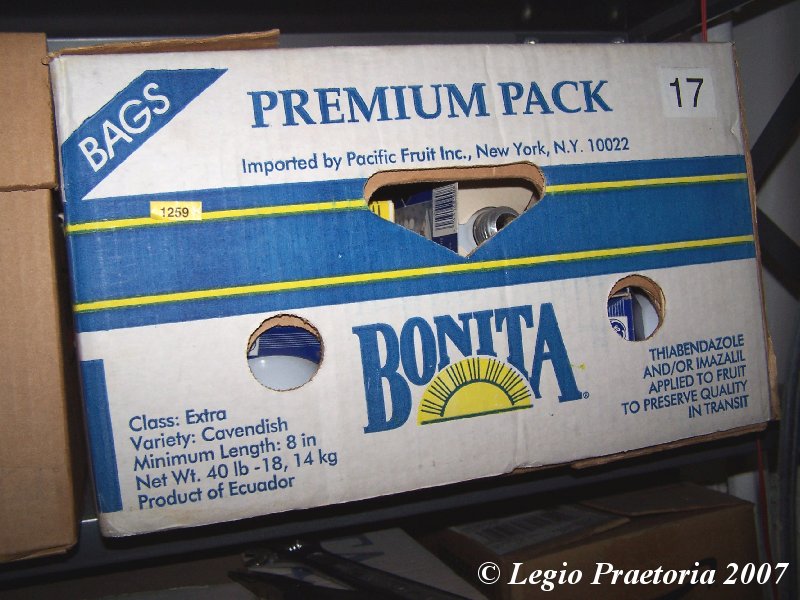 BAGS
PREMIUM PACK
17
Imported by Pacific Fruit Inc., New York, N.Y. 10022
1259
BONITA
®
Class: Extra
Variety: Cavendish
Minimum Length: 8 in
Net Wt. 40 lb -18, 14 kg
Product of Ecuador
THIABENDAZOLE
AND/OR IMAZALIL
APPLIED TO FRUIT
TO PRESERVE QUALITY
IN TRANSIT
© Legio Praetoria 2007